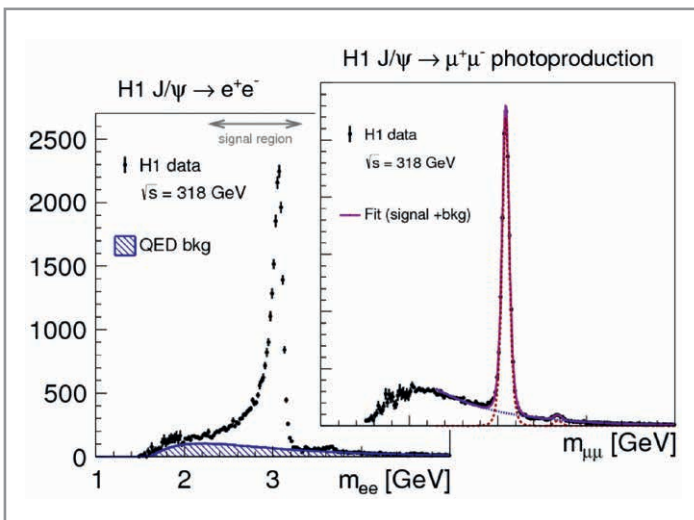 H1 J/ψ → e⁺e⁻
signal region
H1 data
√s = 318 GeV
QED bkg
2500
2000
1500
1000
500
0
1
2
3
m_ee [GeV]
H1 J/ψ → μ⁺μ⁻ photoproduction
H1 data
√s = 318 GeV
Fit (signal +bkg)
m_μμ [GeV]